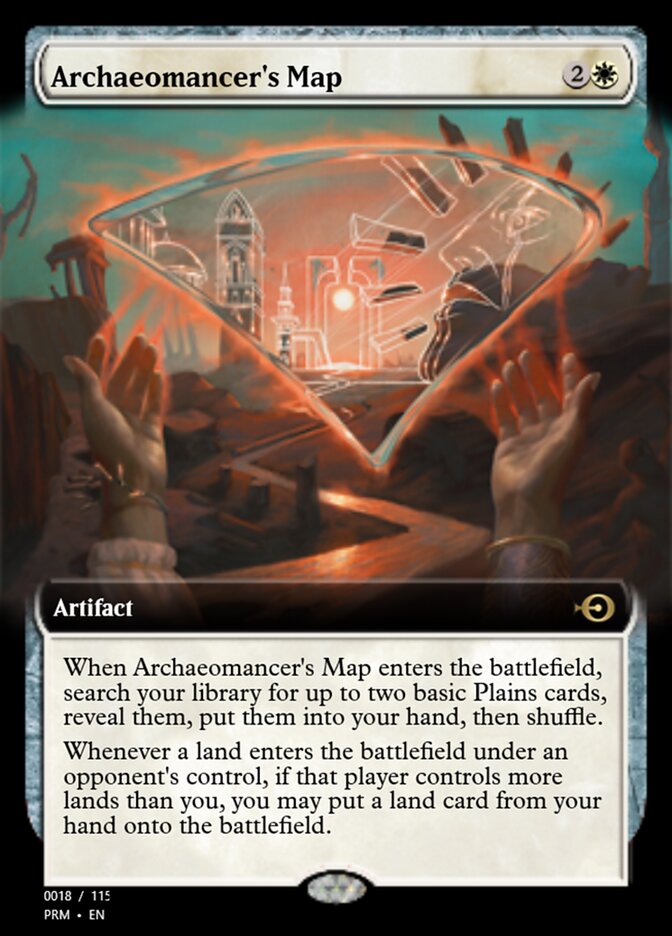 Archaeomancer's Map
2
Artifact
When Archaeomancer's Map enters the battlefield,
search your library for up to two basic Plains cards,
reveal them, put them into your hand, then shuffle.
Whenever a land enters the battlefield under an
opponent's control, if that player controls more
lands than you, you may put a land card from your
hand onto the battlefield.
0018 / 115
PRM • EN